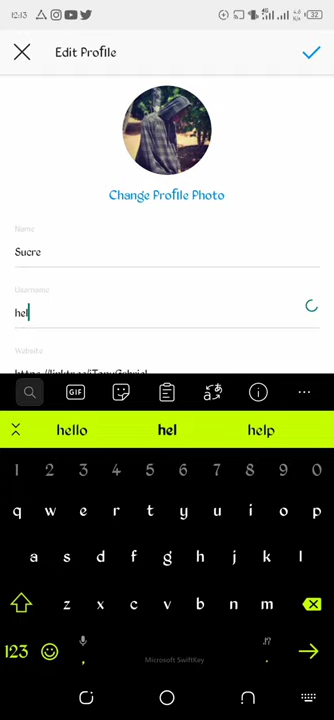 12:13
32
Edit Profile
Change Profile Photo
Name
Sucre
Username
hel
Website
GIF
hello hel help
1 2 3 4 5 6 7 8 9 0
q w e r t y u i o p
a s d f g h j k l
z x c v b n m
123 , Microsoft SwiftKey .